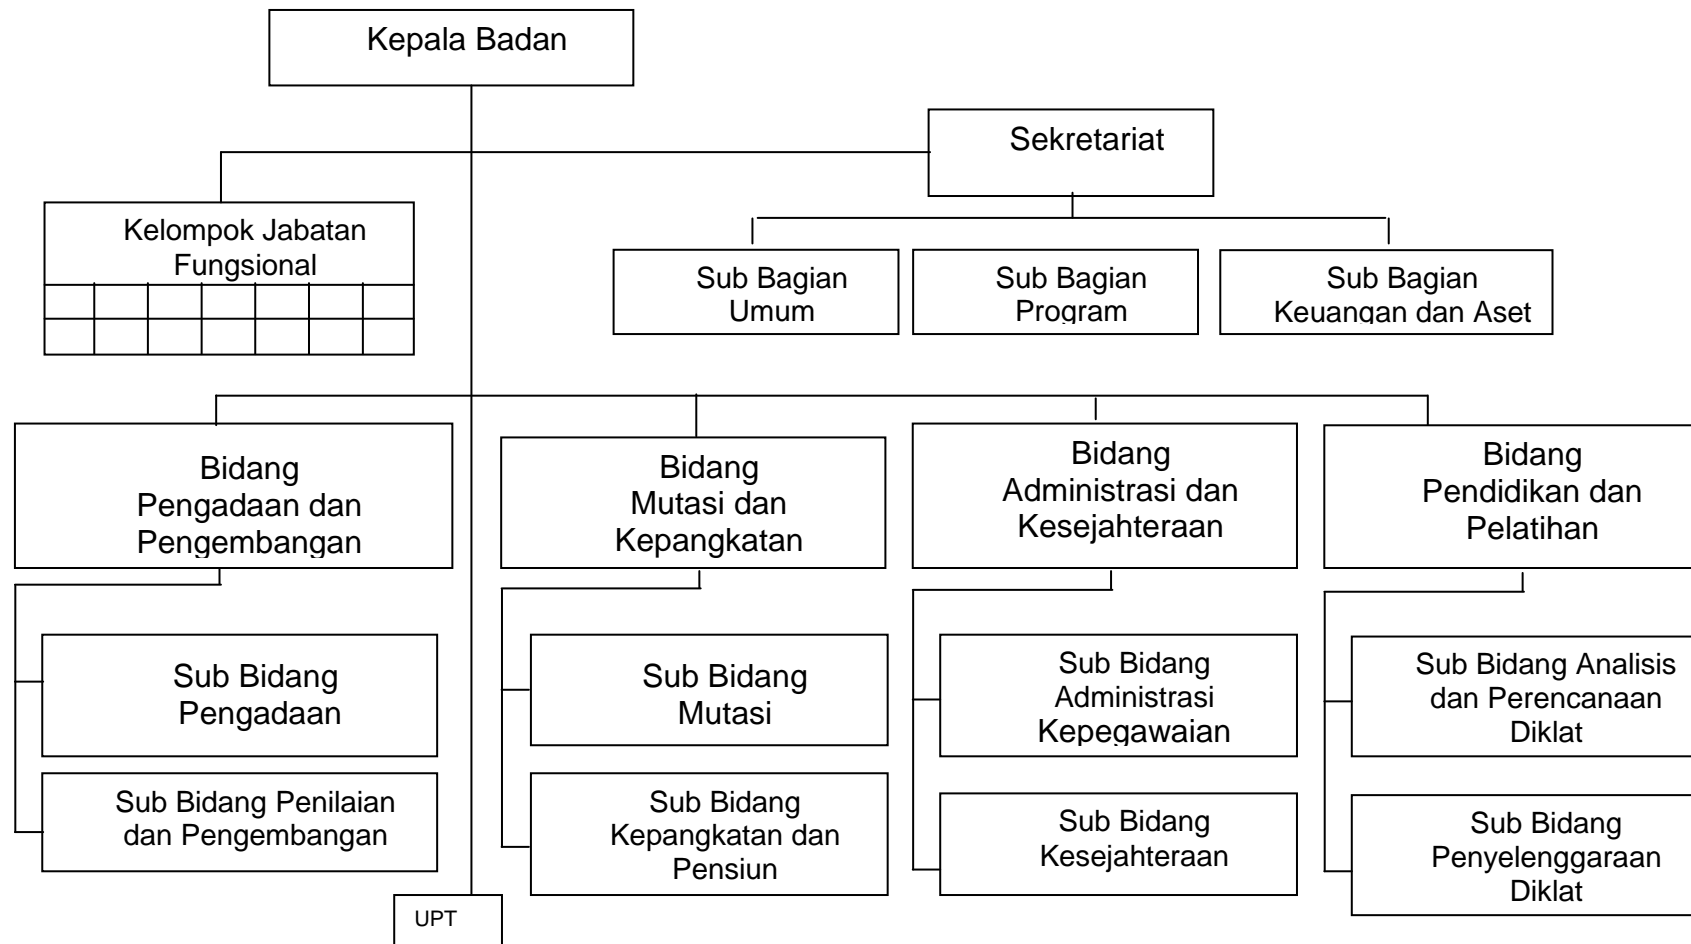 Kepala Badan
Sekretariat
Kelompok Jabatan
Fungsional
Sub Bagian
Umum
Sub Bagian
Program
Sub Bagian
Keuangan dan Aset
Bidang
Pengadaan dan
Pengembangan
Bidang
Mutasi dan
Kepangkatan
Bidang
Administrasi dan
Kesejahteraan
Bidang
Pendidikan dan
Pelatihan
Sub Bidang
Pengadaan
Sub Bidang
Mutasi
Sub Bidang
Administrasi
Kepegawaian
Sub Bidang Analisis
dan Perencanaan
Diklat
Sub Bidang Penilaian
dan Pengembangan
Sub Bidang
Kepangkatan dan
Pensiun
Sub Bidang
Kesejahteraan
Sub Bidang
Penyelenggaraan
Diklat
UPT